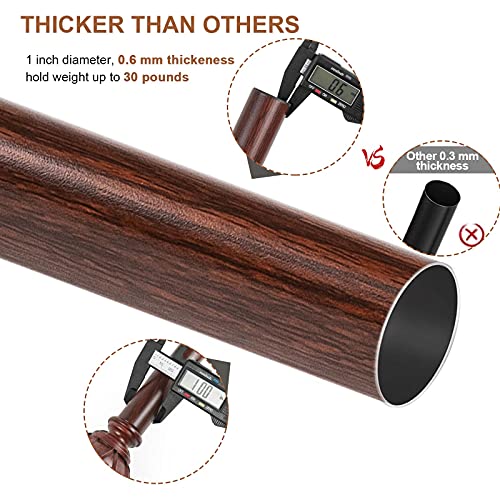 THICKER THAN OTHERS
1 inch diameter, 0.6 mm thickeness
hold weight up to 30 pounds
0.6
VS
Other 0.3 mm
thickness
1.00